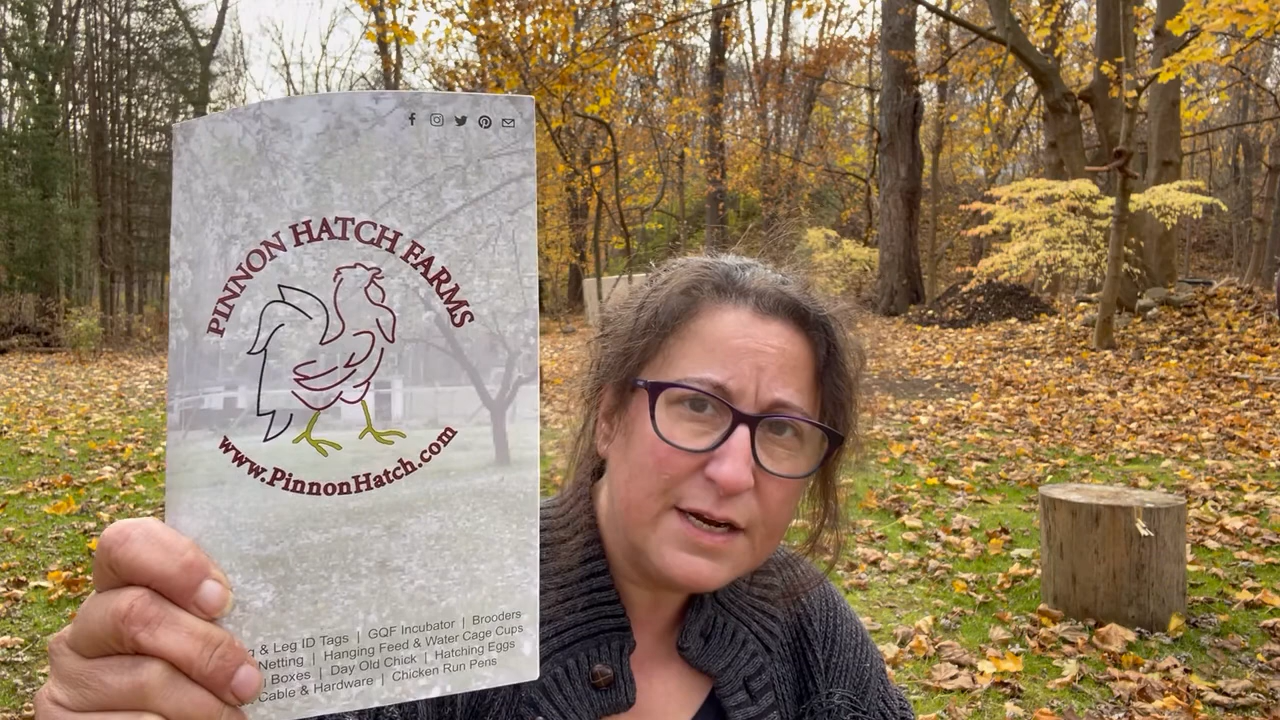 PINNON HATCH FARMS
www.PinnonHatch.com
& Leg ID Tags | GQF Incubator | Brooders
Netting | Hanging Feed & Water Cage Cups
Boxes | Day Old Chick | Hatching Eggs
Cable & Hardware | Chicken Run Pens